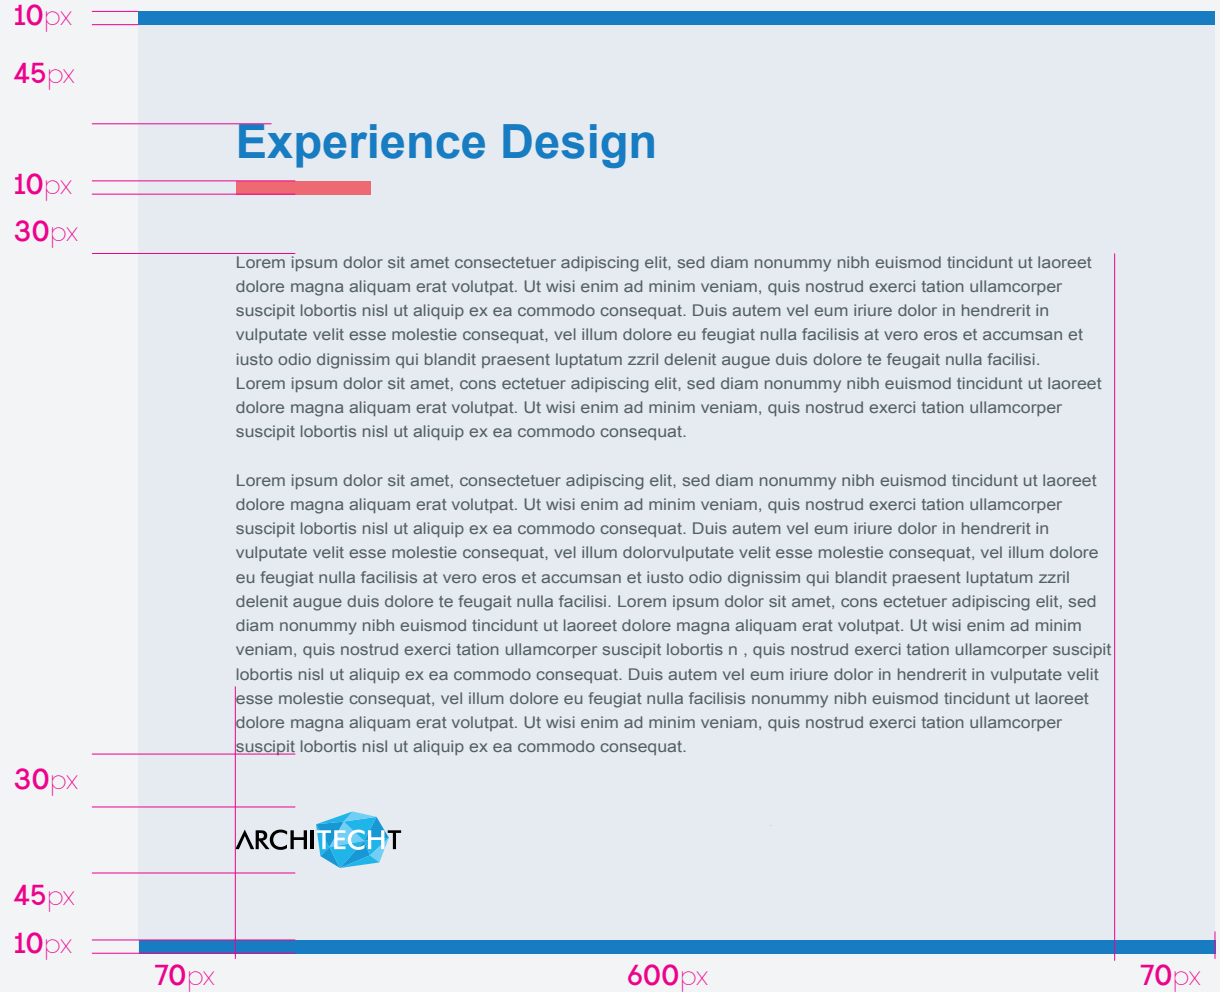 10px
45px
Experience Design
10px
30px
Lorem ipsum dolor sit amet consectetuer adipiscing elit, sed diam nonummy nibh euismod tincidunt ut laoreet
dolore magna aliquam erat volutpat. Ut wisi enim ad minim veniam, quis nostrud exerci tation ullamcorper
suscipit lobortis nisl ut aliquip ex ea commodo consequat. Duis autem vel eum iriure dolor in hendrerit in
vulputate velit esse molestie consequat, vel illum dolore eu feugiat nulla facilisis at vero eros et accumsan et
iusto odio dignissim qui blandit praesent luptatum zzril delenit augue duis dolore te feugait nulla facilisi.
Lorem ipsum dolor sit amet, cons ectetuer adipiscing elit, sed diam nonummy nibh euismod tincidunt ut laoreet
dolore magna aliquam erat volutpat. Ut wisi enim ad minim veniam, quis nostrud exerci tation ullamcorper
suscipit lobortis nisl ut aliquip ex ea commodo consequat.
Lorem ipsum dolor sit amet, consectetuer adipiscing elit, sed diam nonummy nibh euismod tincidunt ut laoreet
dolore magna aliquam erat volutpat. Ut wisi enim ad minim veniam, quis nostrud exerci tation ullamcorper
suscipit lobortis nisl ut aliquip ex ea commodo consequat. Duis autem vel eum iriure dolor in hendrerit in
vulputate velit esse molestie consequat, vel illum dolorvulputate velit esse molestie consequat, vel illum dolore
eu feugiat nulla facilisis at vero eros et accumsan et iusto odio dignissim qui blandit praesent luptatum zzril
delenit augue duis dolore te feugait nulla facilisi. Lorem ipsum dolor sit amet, cons ectetuer adipiscing elit, sed
diam nonummy nibh euismod tincidunt ut laoreet dolore magna aliquam erat volutpat. Ut wisi enim ad minim
veniam, quis nostrud exerci tation ullamcorper suscipit lobortis n , quis nostrud exerci tation ullamcorper suscipit
lobortis nisl ut aliquip ex ea commodo consequat. Duis autem vel eum iriure dolor in hendrerit in vulputate velit
esse molestie consequat, vel illum dolore eu feugiat nulla facilisis nonummy nibh euismod tincidunt ut laoreet
dolore magna aliquam erat volutpat. Ut wisi enim ad minim veniam, quis nostrud exerci tation ullamcorper
suscipit lobortis nisl ut aliquip ex ea commodo consequat.
30px
ARCHITECHT
45px
10px
70px
600px
70px